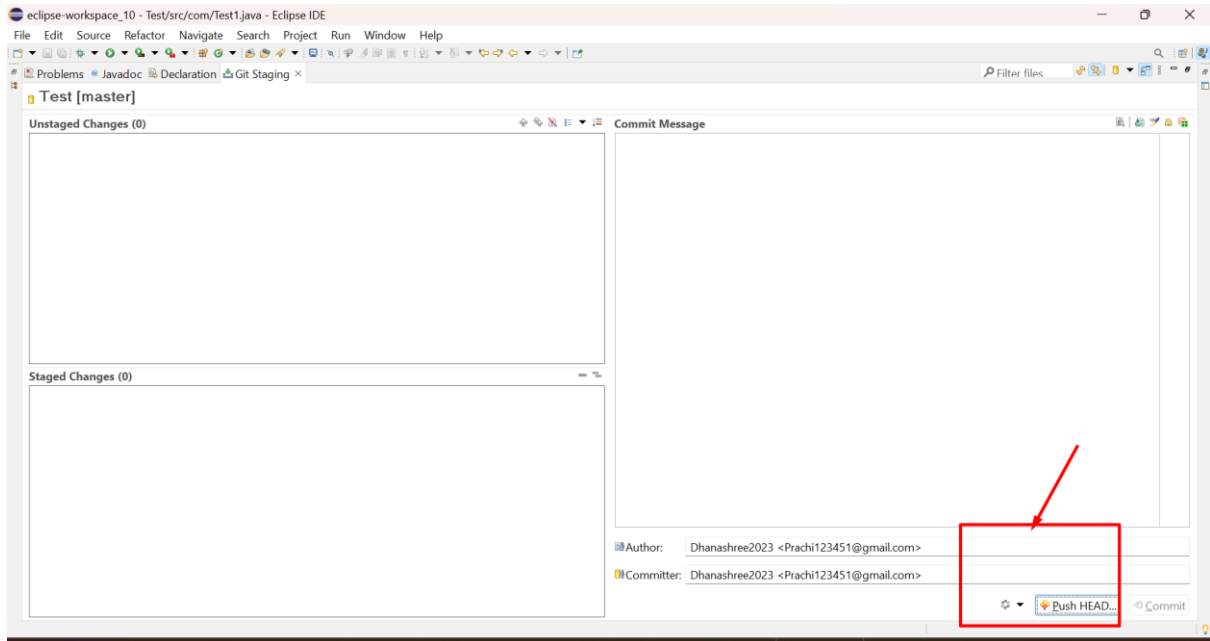 eclipse-workspace_10 - Test/src/com/Test1.java - Eclipse IDE
File Edit Source Refactor Navigate Search Project Run Window Help
Problems Javadoc Declaration Git Staging × Filter files
Test [master]
Unstaged Changes (0)
Commit Message
Staged Changes (0)
Author: Dhanashree2023 <Prachi123451@gmail.com>
Committer: Dhanashree2023 <Prachi123451@gmail.com>
Push HEAD... Commit